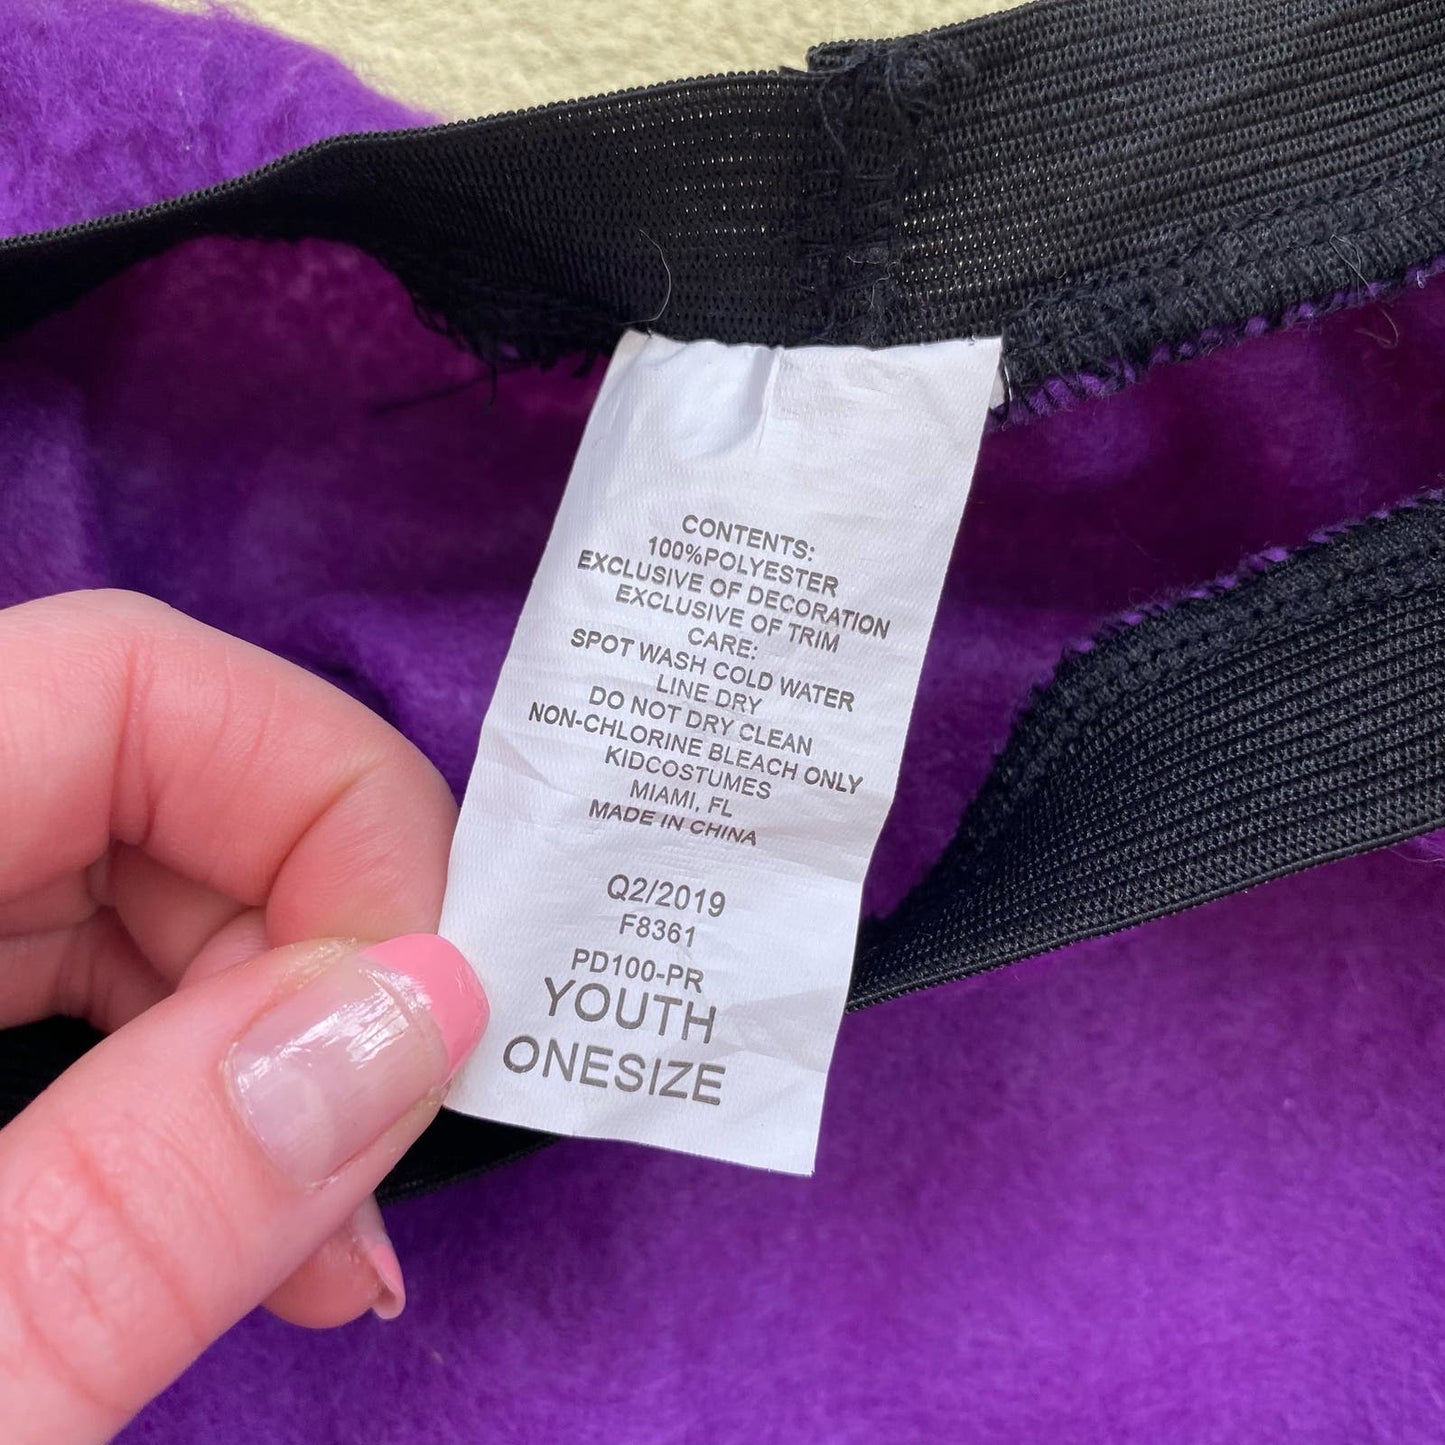 CONTENTS:
100%POLYESTER
EXCLUSIVE OF DECORATION
EXCLUSIVE OF TRIM
CARE:
SPOT WASH COLD WATER
LINE DRY
DO NOT DRY CLEAN
NON-CHLORINE BLEACH ONLY
KIDCOSTUMES
MIAMI, FL
MADE IN CHINA
Q2/2019
F8361
PD100-PR
YOUTH
ONESIZE